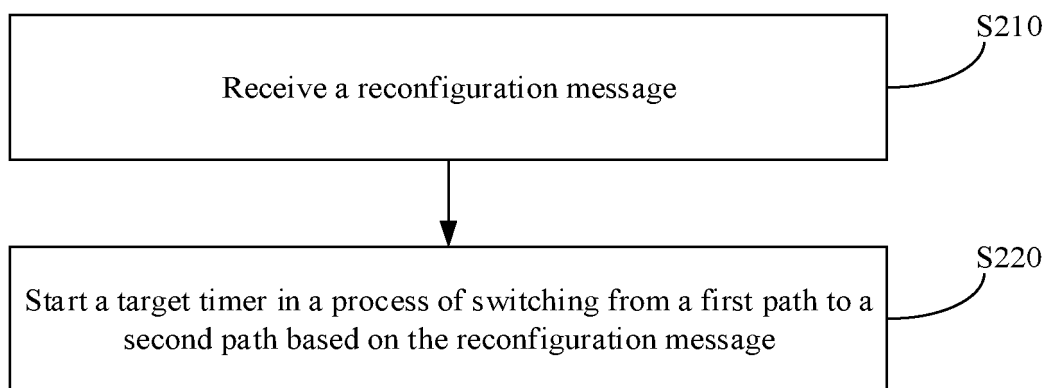 S210
Receive a reconfiguration message
S220
Start a target timer in a process of switching from a first path to a
second path based on the reconfiguration message